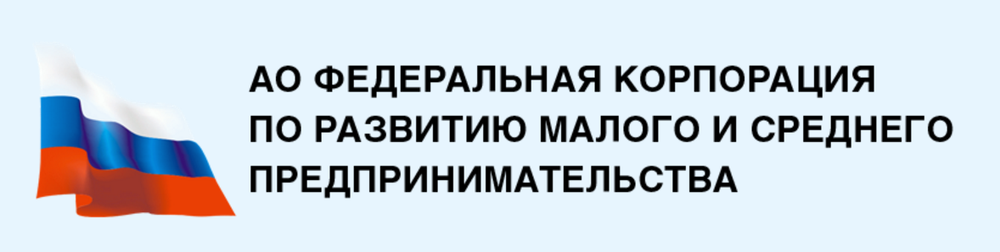 АО ФЕДЕРАЛЬНАЯ КОРПОРАЦИЯ
ПО РАЗВИТИЮ МАЛОГО И СРЕДНЕГО
ПРЕДПРИНИМАТЕЛЬСТВА